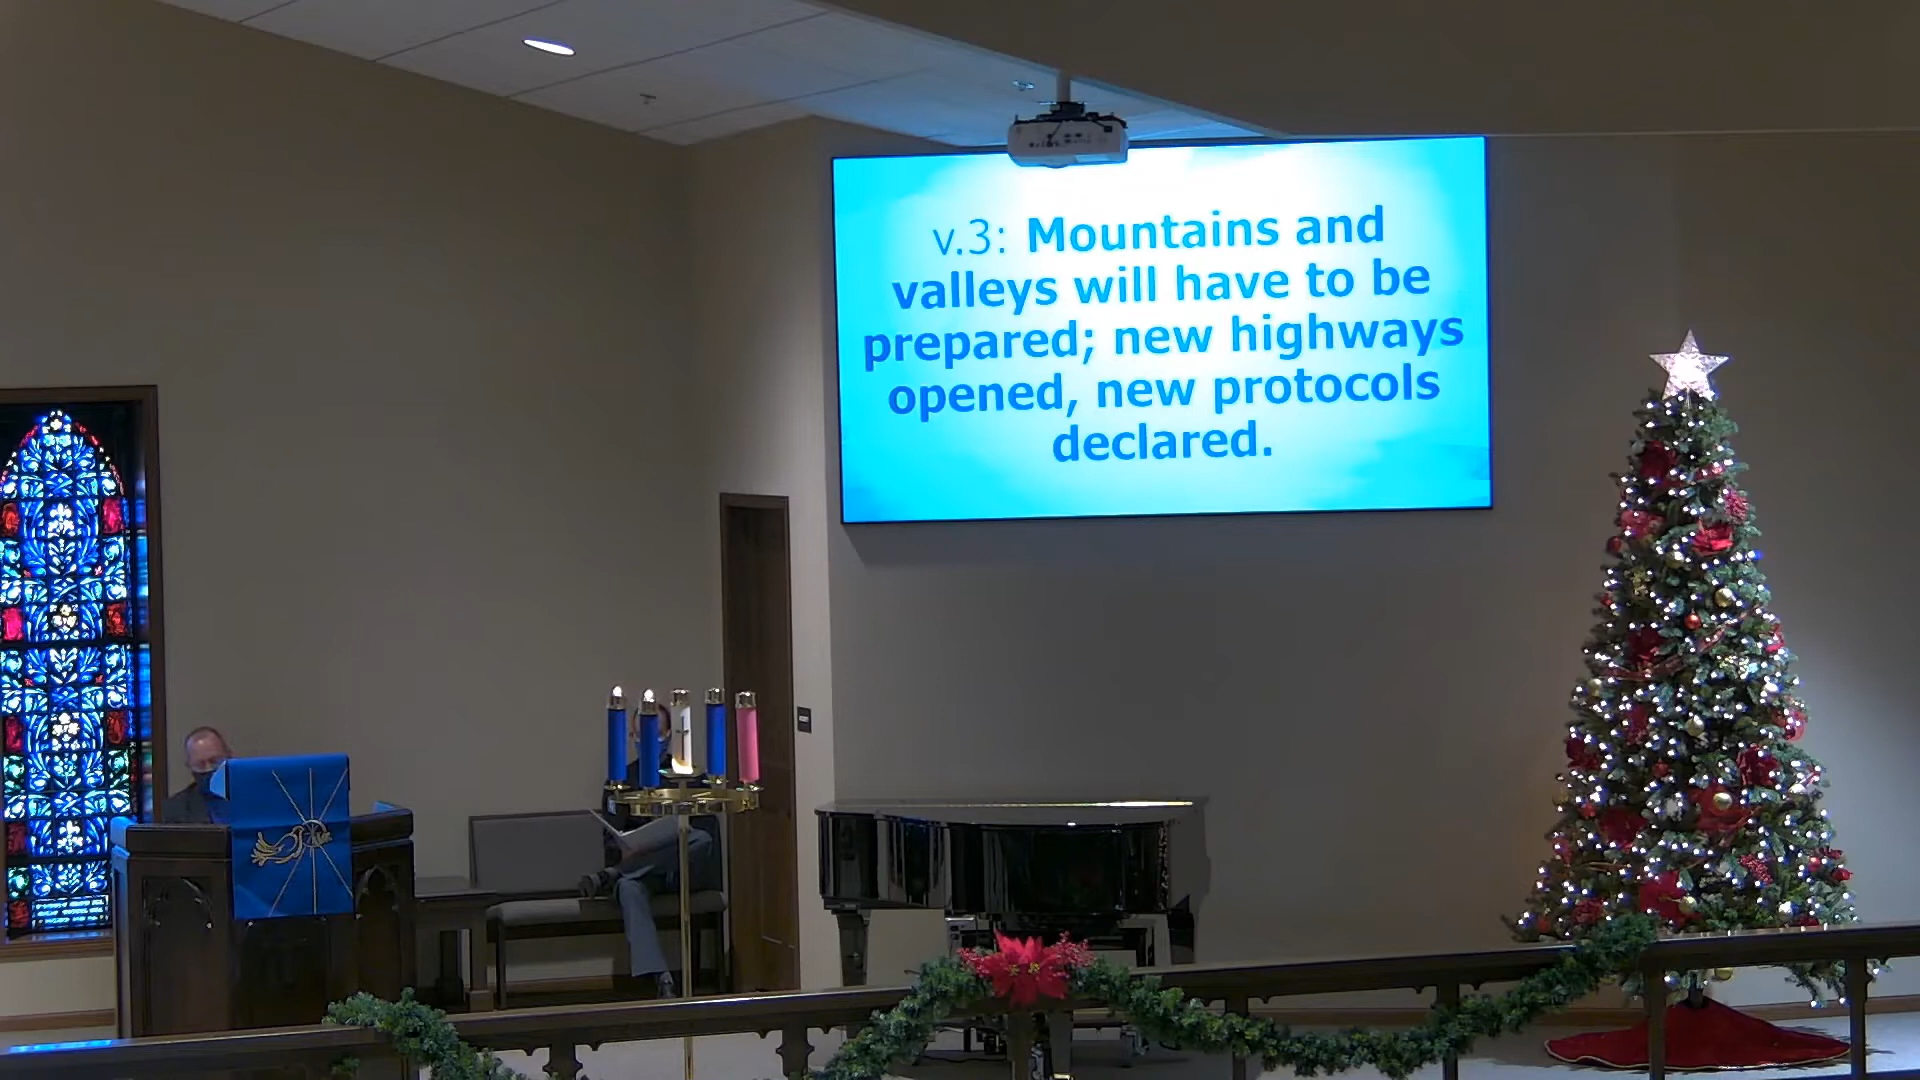 v.3: Mountains and
valleys will have to be
prepared; new highways
opened, new protocols
declared.